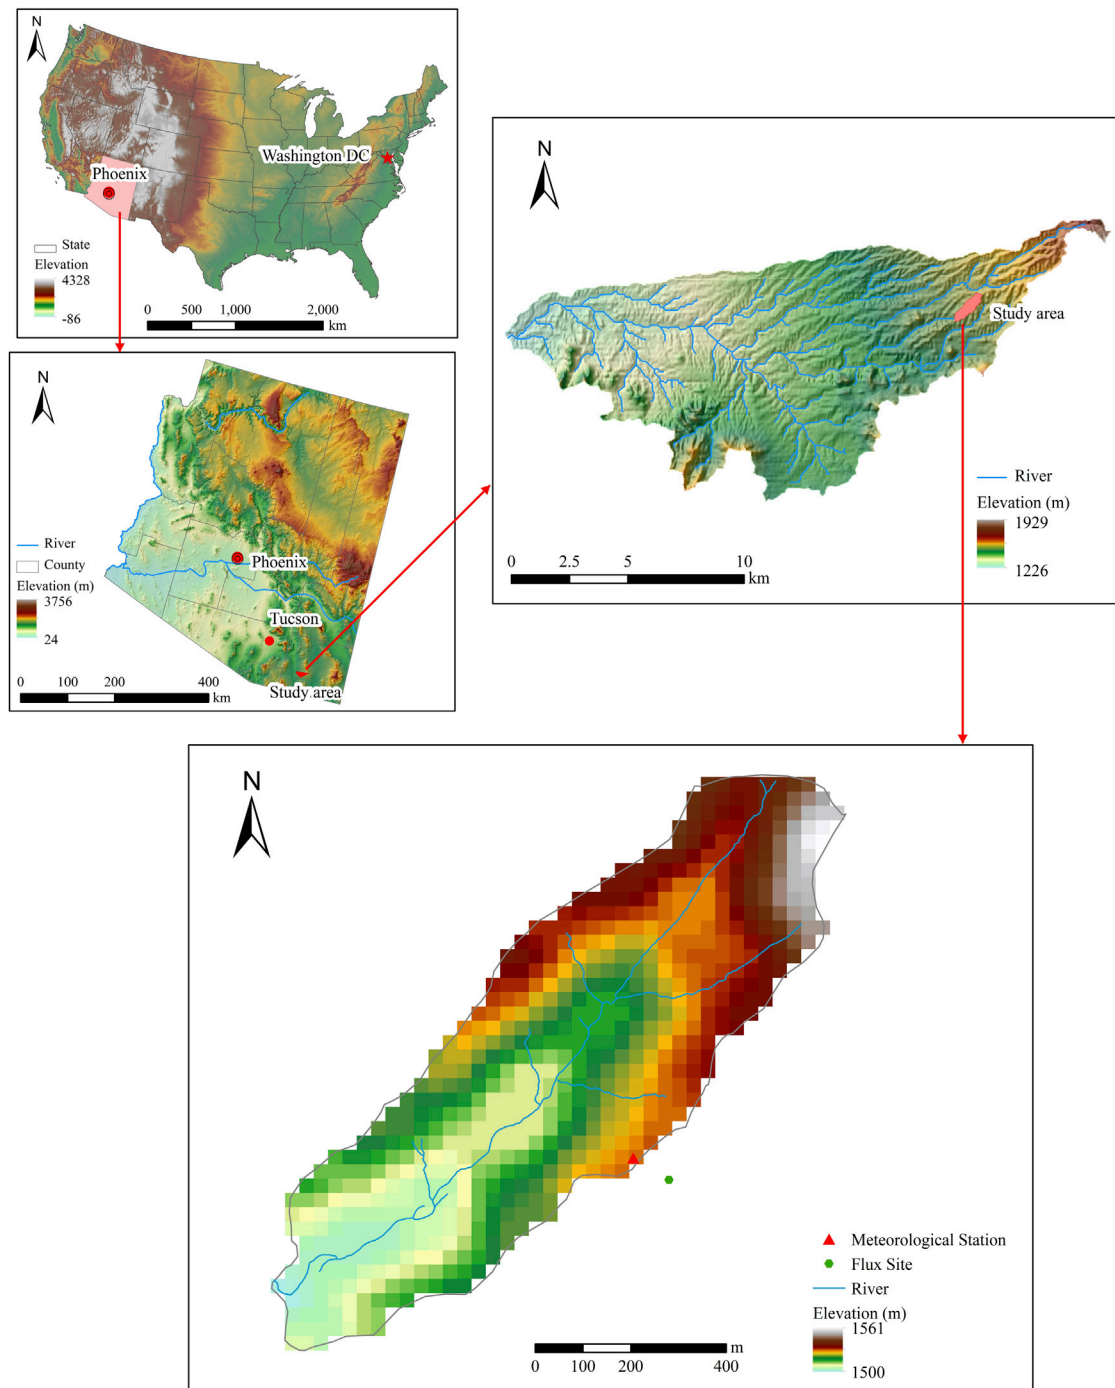 N
Washington DC
Phoenix
State
Elevation
4328
-86
0 500 1,000 2,000
km
N
River
County
Elevation (m)
3756
24
Phoenix
Tucson
Study area
0 100 200 400
km
N
Study area
River
Elevation (m)
1929
1226
0 2.5 5 10
km
N
Meteorological Station
Flux Site
River
Elevation (m)
1561
1500
m
0 100 200 400